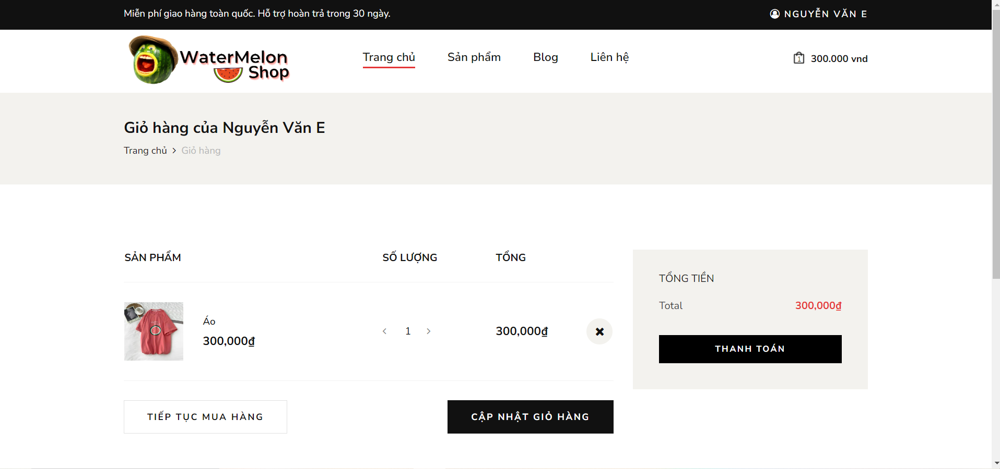 Miễn phí giao hàng toàn quốc. Hỗ trợ hoàn trả trong 30 ngày.
NGUYỄN VĂN E
WaterMelon
Shop
Trang chủ
Sản phẩm
Blog
Liên hệ
1
300.000 vnd
Giỏ hàng của Nguyễn Văn E
Trang chủ > Giỏ hàng
SẢN PHẨM
SỐ LƯỢNG
TỔNG
Áo
300,000₫
< 1 >
300,000₫
TIẾP TỤC MUA HÀNG
CẬP NHẬT GIỎ HÀNG
TỔNG TIỀN
Total
300,000₫
THANH TOÁN